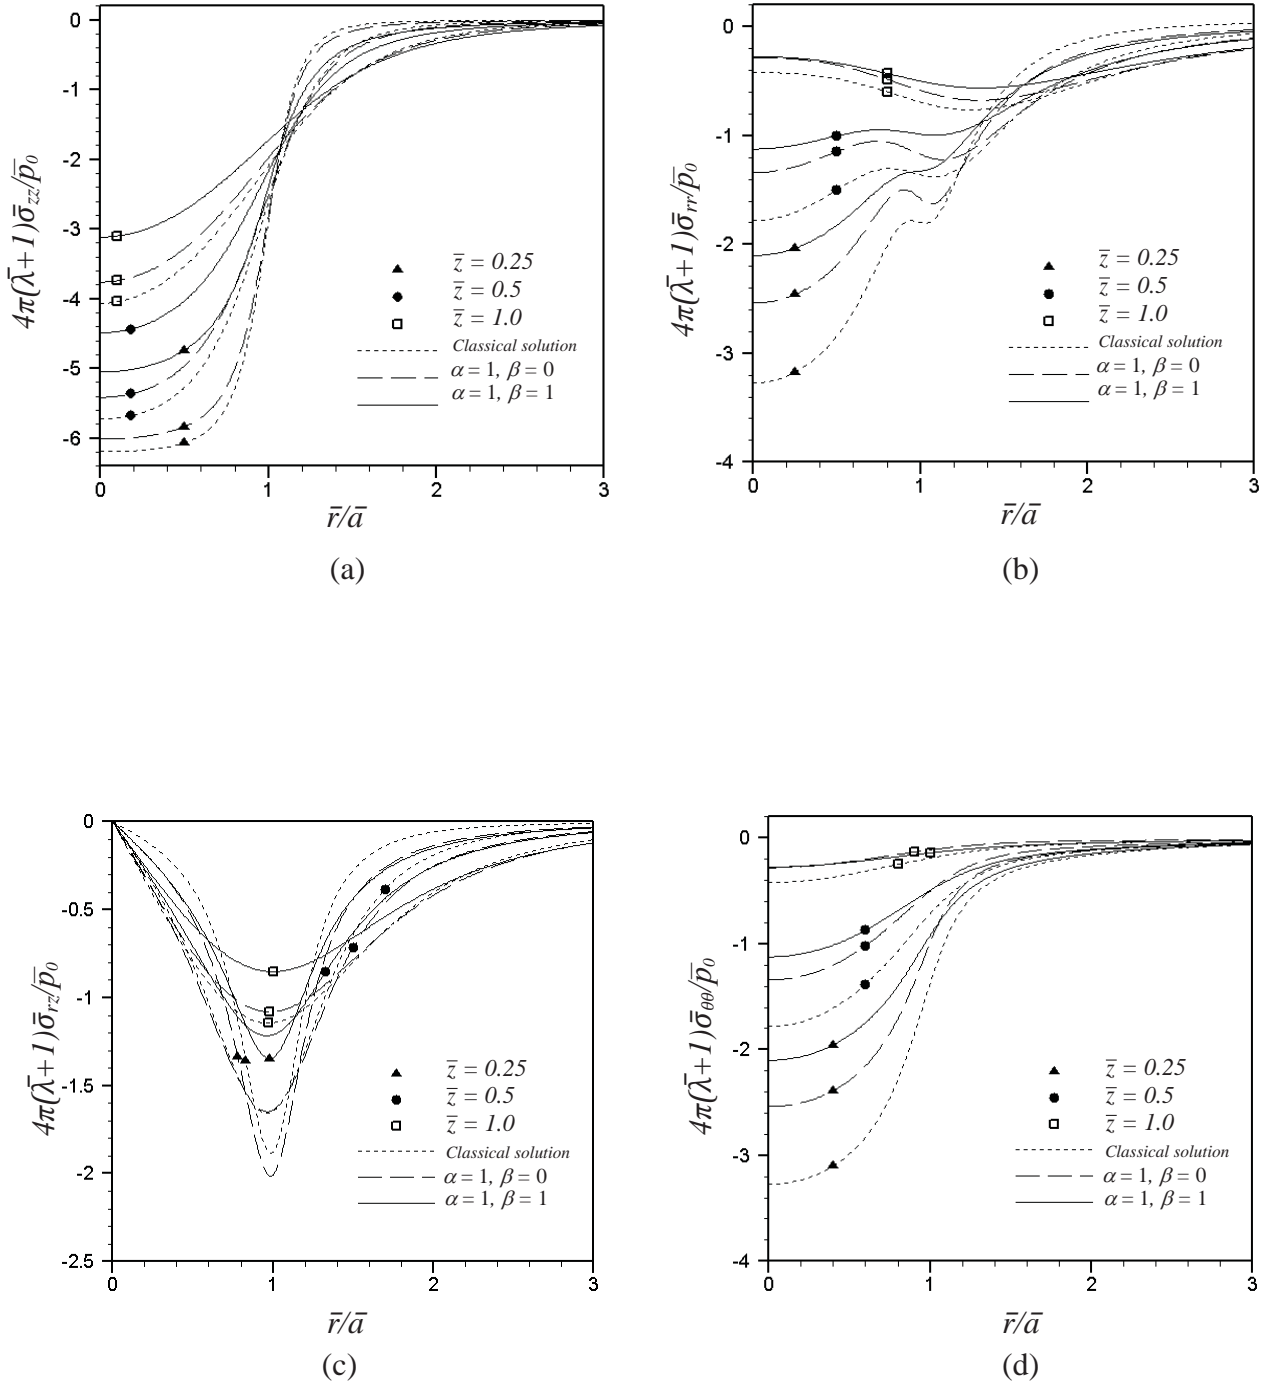 0
-1
-2
-3
-4
-5
-6
4π(λ̄+1)σ̄zz/p̄0
z̄ = 0.25
z̄ = 0.5
z̄ = 1.0
Classical solution
α = 1, β = 0
α = 1, β = 1
0 1 2 3
r̄/ā
(a)
0
-1
-2
-3
-4
4π(λ̄+1)σ̄rr/p̄0
z̄ = 0.25
z̄ = 0.5
z̄ = 1.0
Classical solution
α = 1, β = 0
α = 1, β = 1
0 1 2 3
r̄/ā
(b)
0
-0.5
-1
-1.5
-2
-2.5
4π(λ̄+1)σ̄rz/p̄0
z̄ = 0.25
z̄ = 0.5
z̄ = 1.0
Classical solution
α = 1, β = 0
α = 1, β = 1
0 1 2 3
r̄/ā
(c)
0
-1
-2
-3
-4
4π(λ̄+1)σ̄θθ/p̄0
z̄ = 0.25
z̄ = 0.5
z̄ = 1.0
Classical solution
α = 1, β = 0
α = 1, β = 1
0 1 2 3
r̄/ā
(d)